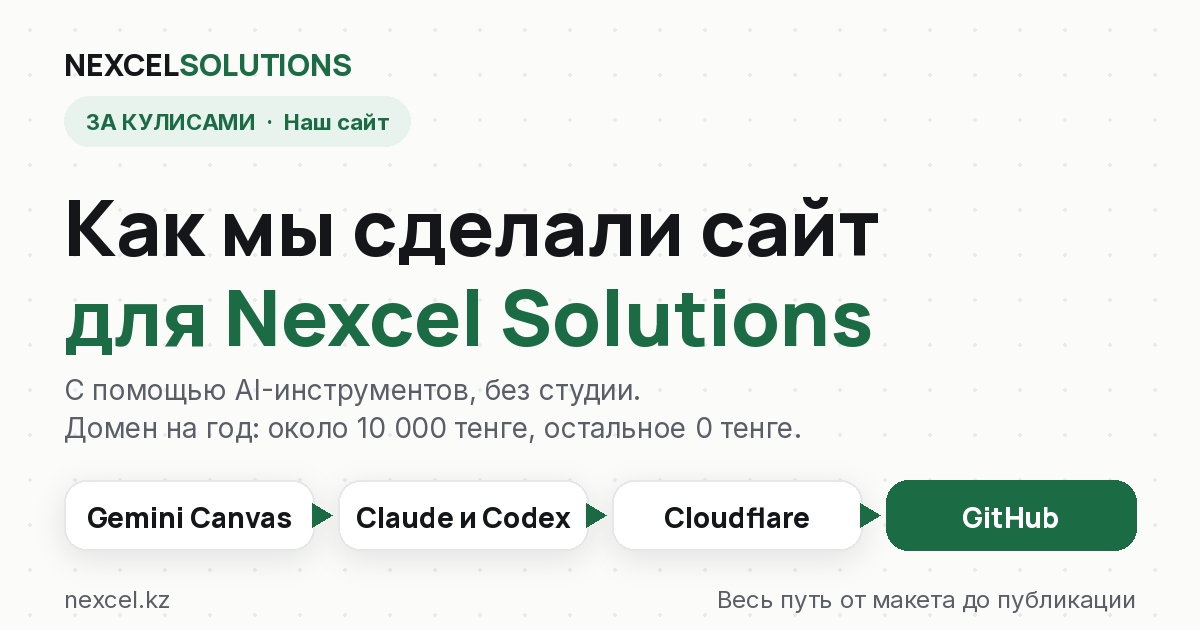 NEXCELSOLUTIONS
ЗА КУЛИСАМИ · Наш сайт
Как мы сделали сайт
для Nexcel Solutions
С помощью AI-инструментов, без студии.
Домен на год: около 10 000 тенге, остальное 0 тенге.
Gemini Canvas
Claude и Codex
Cloudflare
GitHub
nexcel.kz
Весь путь от макета до публикации